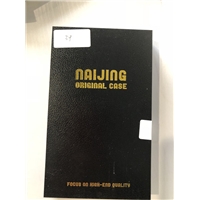 NAIJING
ORIGINAL CASE
FOCUS ON HIGH-END QUALITY